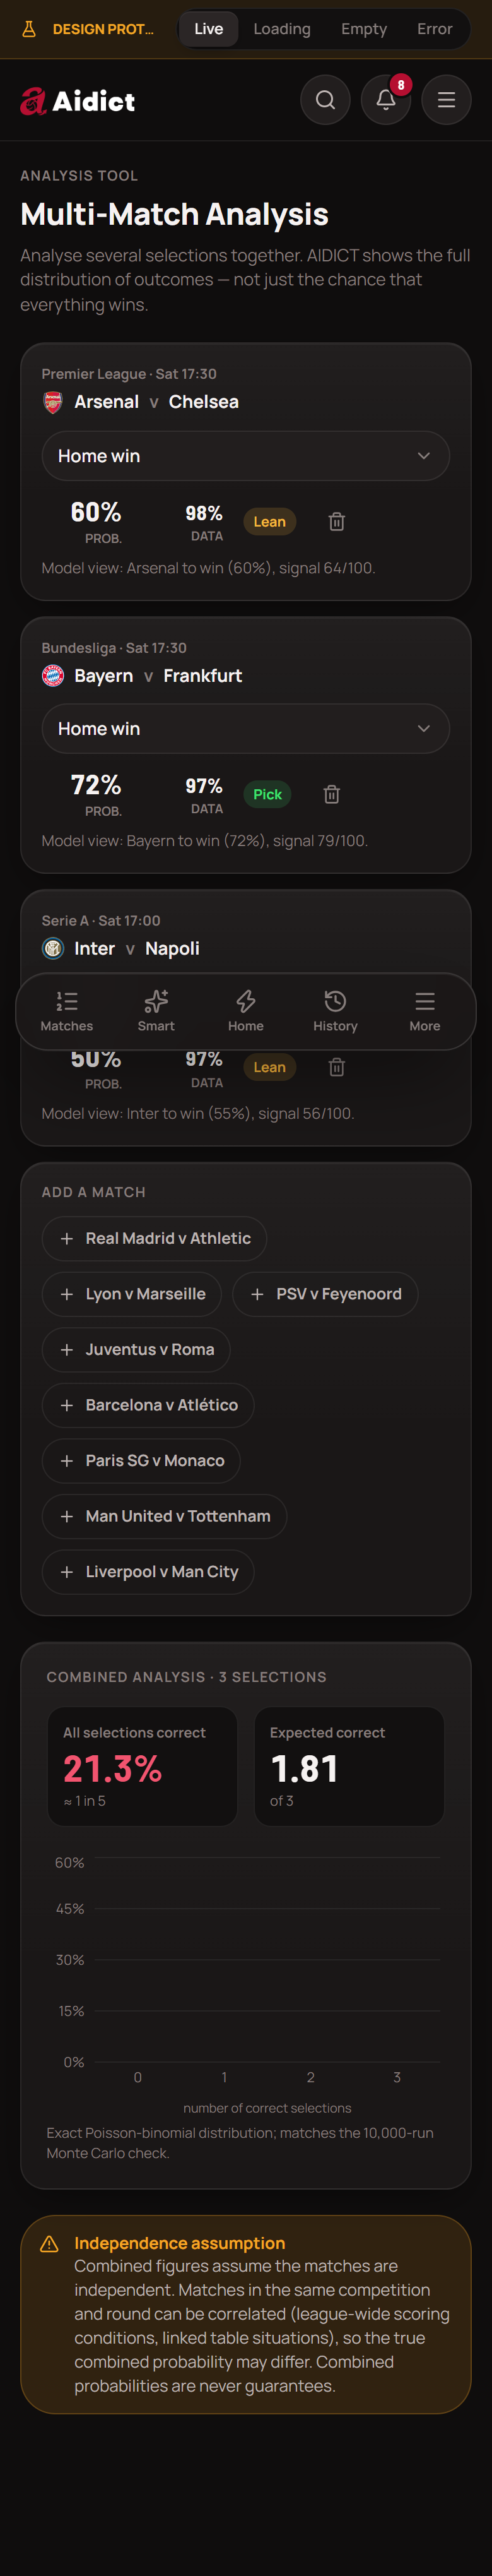 DESIGN PROT...
Live Loading Empty Error
Aidict
8
ANALYSIS TOOL
Multi-Match Analysis
Analyse several selections together. AIDICT shows the full
distribution of outcomes — not just the chance that
everything wins.
Premier League · Sat 17:30
Arsenal v Chelsea
Home win
60% 98% Lean
PROB. DATA
Model view: Arsenal to win (60%), signal 64/100.
Bundesliga · Sat 17:30
Bayern v Frankfurt
Home win
72% 97% Pick
PROB. DATA
Model view: Bayern to win (72%), signal 79/100.
Serie A · Sat 17:00
Inter v Napoli
Matches Smart Home History More
50% 97% Lean
PROB. DATA
Model view: Inter to win (55%), signal 56/100.
ADD A MATCH
+ Real Madrid v Athletic
+ Lyon v Marseille + PSV v Feyenoord
+ Juventus v Roma
+ Barcelona v Atlético
+ Paris SG v Monaco
+ Man United v Tottenham
+ Liverpool v Man City
COMBINED ANALYSIS · 3 SELECTIONS
All selections correct Expected correct
21.3% 1.81
≈ 1 in 5 of 3
60%
45%
30%
15%
0%
0 1 2 3
number of correct selections
Exact Poisson-binomial distribution; matches the 10,000-run
Monte Carlo check.
Independence assumption
Combined figures assume the matches are
independent. Matches in the same competition
and round can be correlated (league-wide scoring
conditions, linked table situations), so the true
combined probability may differ. Combined
probabilities are never guarantees.